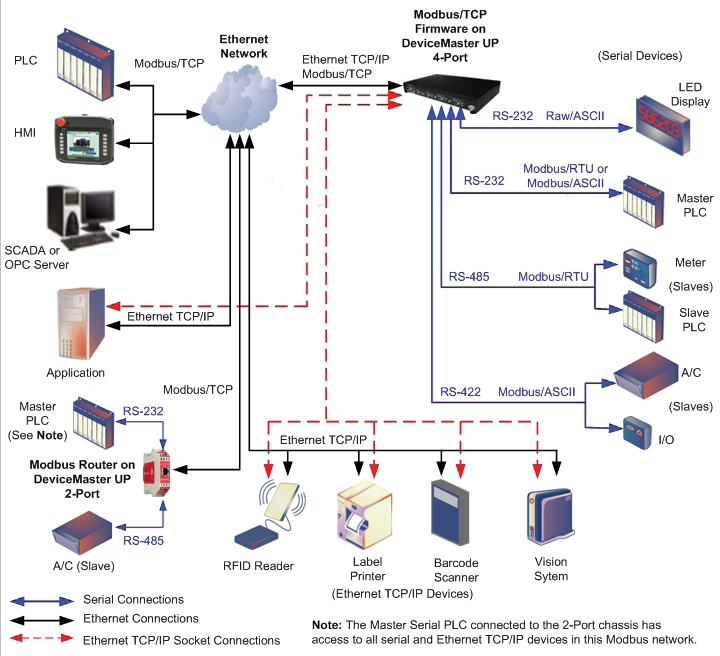 Modbus/TCP
Firmware on
DeviceMaster UP
4-Port
Ethernet
Network
(Serial Devices)
PLC
Modbus/TCP
Ethernet TCP/IP
Modbus/TCP
LED
Display
RS-232 Raw/ASCII
58620.3
HMI
Modbus/RTU or
RS-232 Modbus/ASCII
Master
PLC
SCADA or
OPC Server
RS-485 Modbus/RTU
Meter
(Slaves)
Slave
PLC
Ethernet TCP/IP
Application
Modbus/TCP
RS-422 Modbus/ASCII
A/C
(Slaves)
I/O
Master
PLC
(See Note)
RS-232
Ethernet TCP/IP
Modbus Router on
DeviceMaster UP
2-Port
RS-485
A/C (Slave)
RFID Reader
Label
Printer
Barcode
Scanner
Vision
Sytem
(Ethernet TCP/IP Devices)
Serial Connections
Ethernet Connections
Ethernet TCP/IP Socket Connections
Note: The Master Serial PLC connected to the 2-Port chassis has
access to all serial and Ethernet TCP/IP devices in this Modbus network.